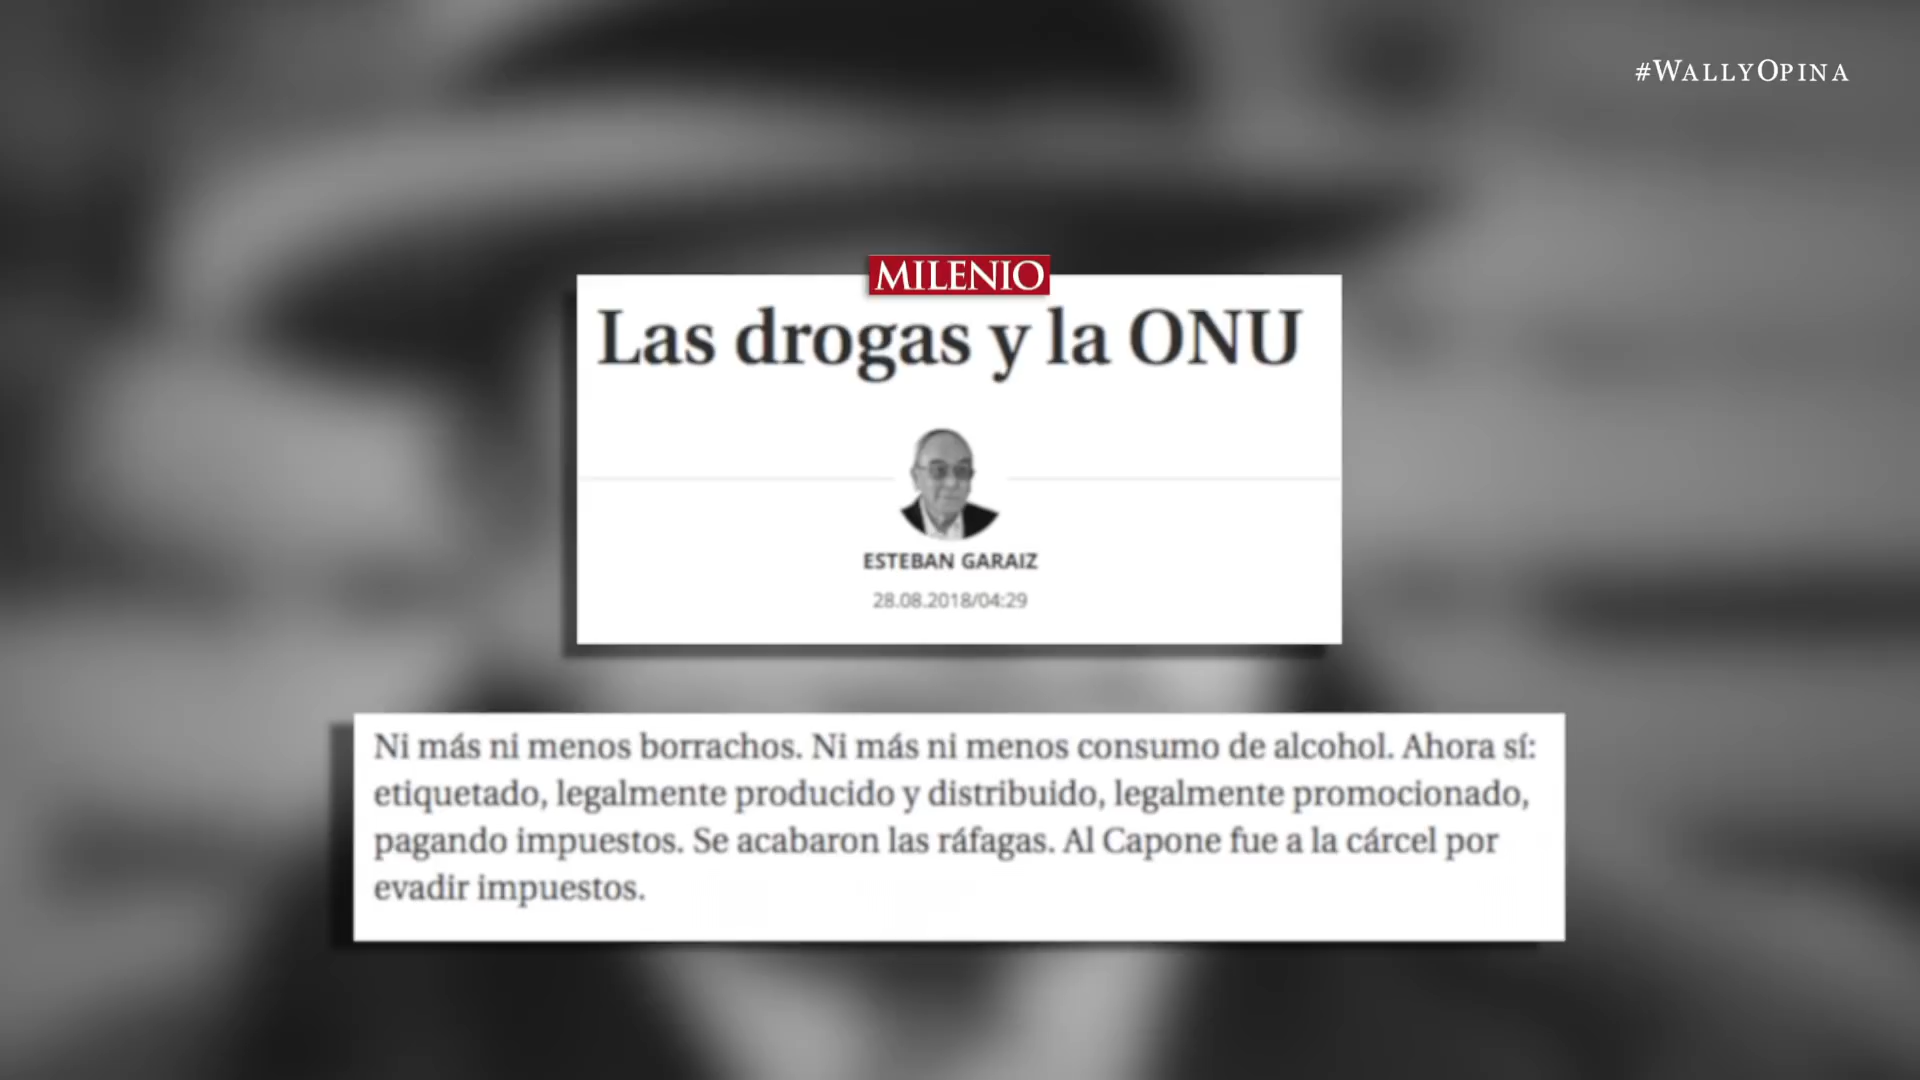 #WALLYOPINA
MILENIO
Las drogas y la ONU
ESTEBAN GARAIZ
28.08.2018/04:29
Ni más ni menos borrachos. Ni más ni menos consumo de alcohol. Ahora sí:
etiquetado, legalmente producido y distribuido, legalmente promocionado,
pagando impuestos. Se acabaron las ráfagas. Al Capone fue a la cárcel por
evadir impuestos.